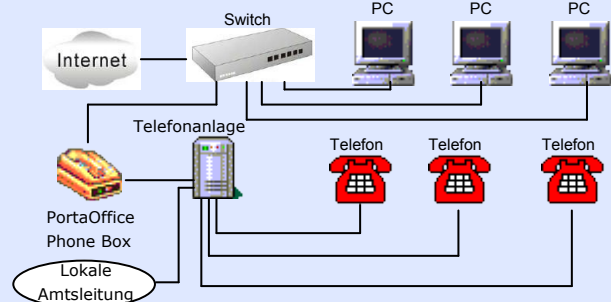 Switch
PC
PC
PC
Internet
Telefonanlage
Telefon
Telefon
Telefon
PortaOffice
Phone Box
Lokale
Amtsleitung